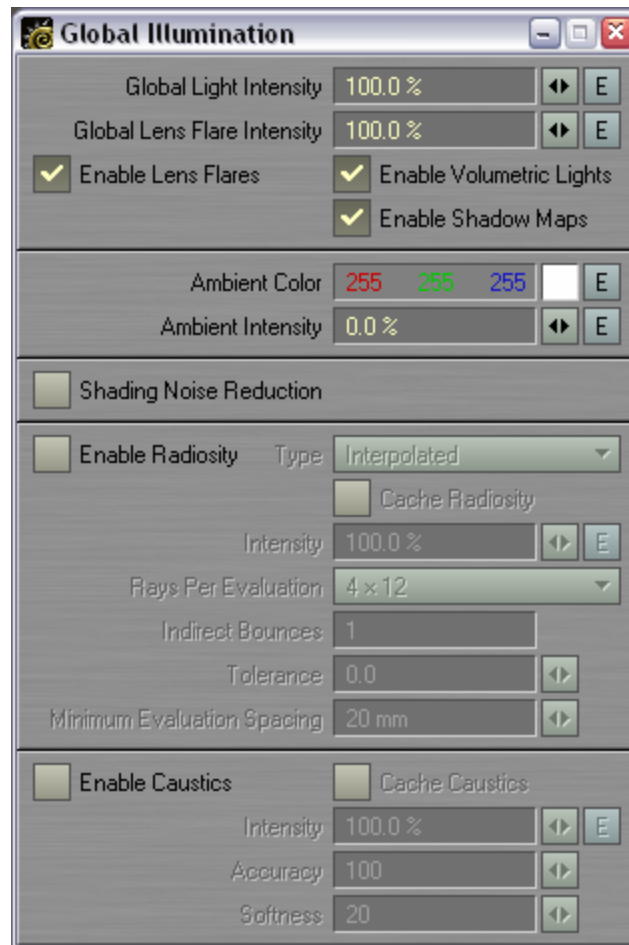 Global Illumination
Global Light Intensity 100.0 % E
Global Lens Flare Intensity 100.0 % E
Enable Lens Flares Enable Volumetric Lights
Enable Shadow Maps
Ambient Color 255 255 255 E
Ambient Intensity 0.0 % E
Shading Noise Reduction
Enable Radiosity Type Interpolated
Cache Radiosity
Intensity 100.0 % E
Rays Per Evaluation 4 × 12
Indirect Bounces 1
Tolerance 0.0
Minimum Evaluation Spacing 20 mm
Enable Caustics Cache Caustics
Intensity 100.0 % E
Accuracy 100
Softness 20